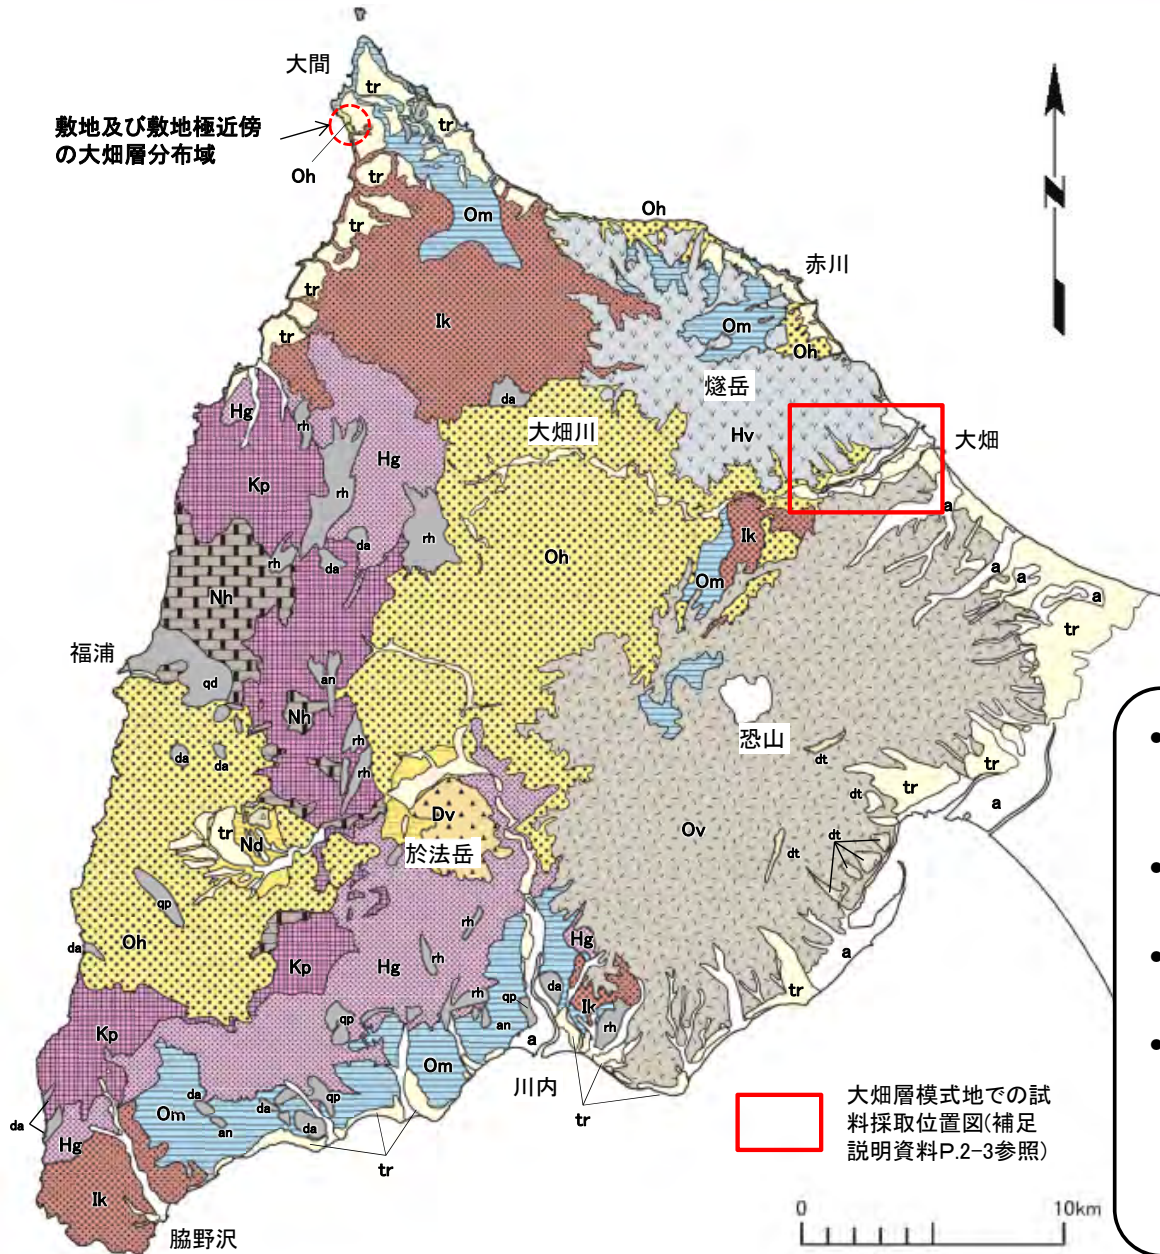 大間
tr
tr
敷地及び敷地極近傍
の大畑層分布域
Oh
tr
Om
Oh
tr
赤川
tr
Ik
Om
Oh
tr
燧岳
Hg
da
rh
大畑川
Hv
大畑
Hg
Kp
rh
a
rh
da
Oh
Ik
rh
da
Om
a
a
a
Nh
tr
福浦
qd
an
Nh
恐山
rh
dt
da
da
tr
rh
dt
a
Dv
tr
Nd
Ov
dt
於法岳
dt
qp
rh
Oh
da
Hg
Kp
Hg
rh
a
tr
rh
da
qp
Ik
qp
an
rh
Kp
a
Om
川内
tr
da
Om
da
qp
大畑層模式地での試
料採取位置図(補足
説明資料P.2-3参照)
da
an
da
Hg
tr
Ik
脇野沢
0
10km
•
•
•
•
N